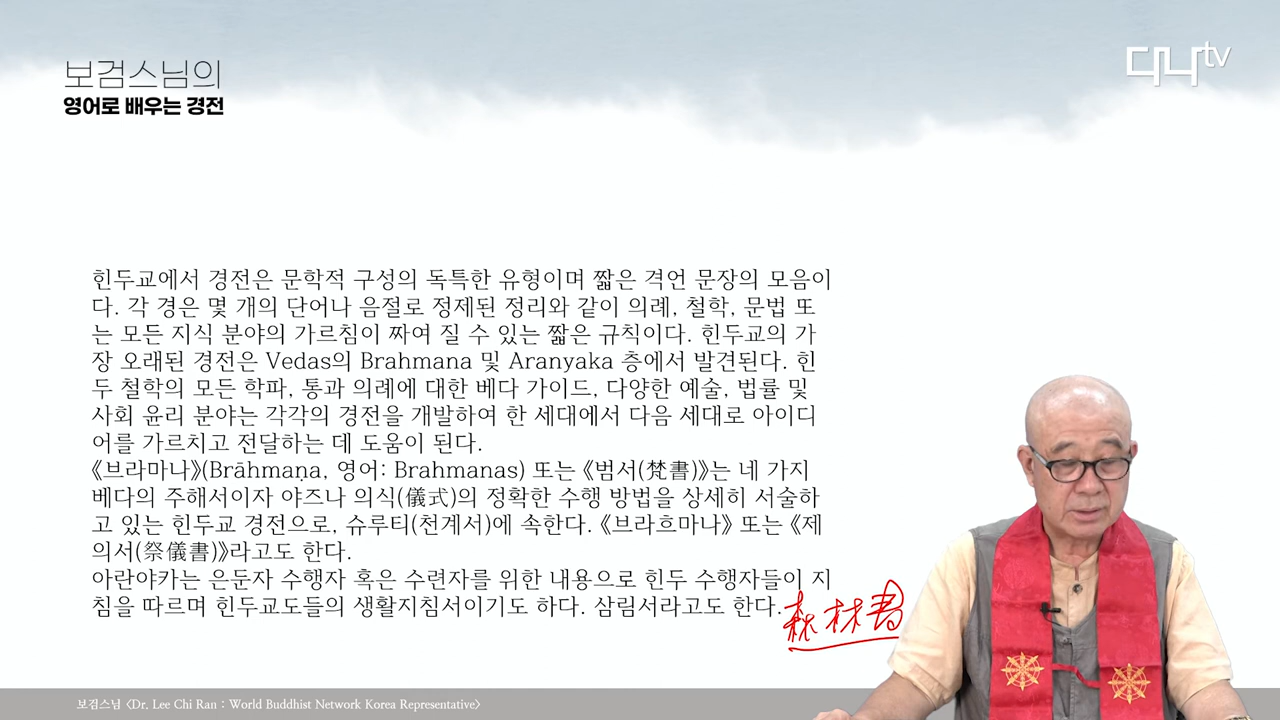 보검스님의
영어로 배우는 경전
다나tv
힌두교에서 경전은 문학적 구성의 독특한 유형이며 짧은 격언 문장의 모음이
다. 각 경은 몇 개의 단어나 음절로 정제된 정리와 같이 의례, 철학, 문법 또
는 모든 지식 분야의 가르침이 짜여 질 수 있는 짧은 규칙이다. 힌두교의 가
장 오래된 경전은 Vedas의 Brahmana 및 Aranyaka 층에서 발견된다. 힌
두 철학의 모든 학파, 통과 의례에 대한 베다 가이드, 다양한 예술, 법률 및
사회 윤리 분야는 각각의 경전을 개발하여 한 세대에서 다음 세대로 아이디
어를 가르치고 전달하는 데 도움이 된다.
《브라마나》(Brāhmaṇa, 영어: Brahmanas) 또는 《범서(梵書)》는 네 가지
베다의 주해서이자 야즈나 의식(儀式)의 정확한 수행 방법을 상세히 서술하
고 있는 힌두교 경전으로, 슈루티(천계서)에 속한다. 《브라흐마나》 또는 《제
의서(祭儀書)》라고도 한다.
아란야카는 은둔자 수행자 혹은 수련자를 위한 내용으로 힌두 수행자들이 지
침을 따르며 힌두교도들의 생활지침서이기도 하다. 삼림서라고도 한다.
森林書
보검스님 <Dr. Lee Chi Ran : World Buddhist Network Korea Representative>